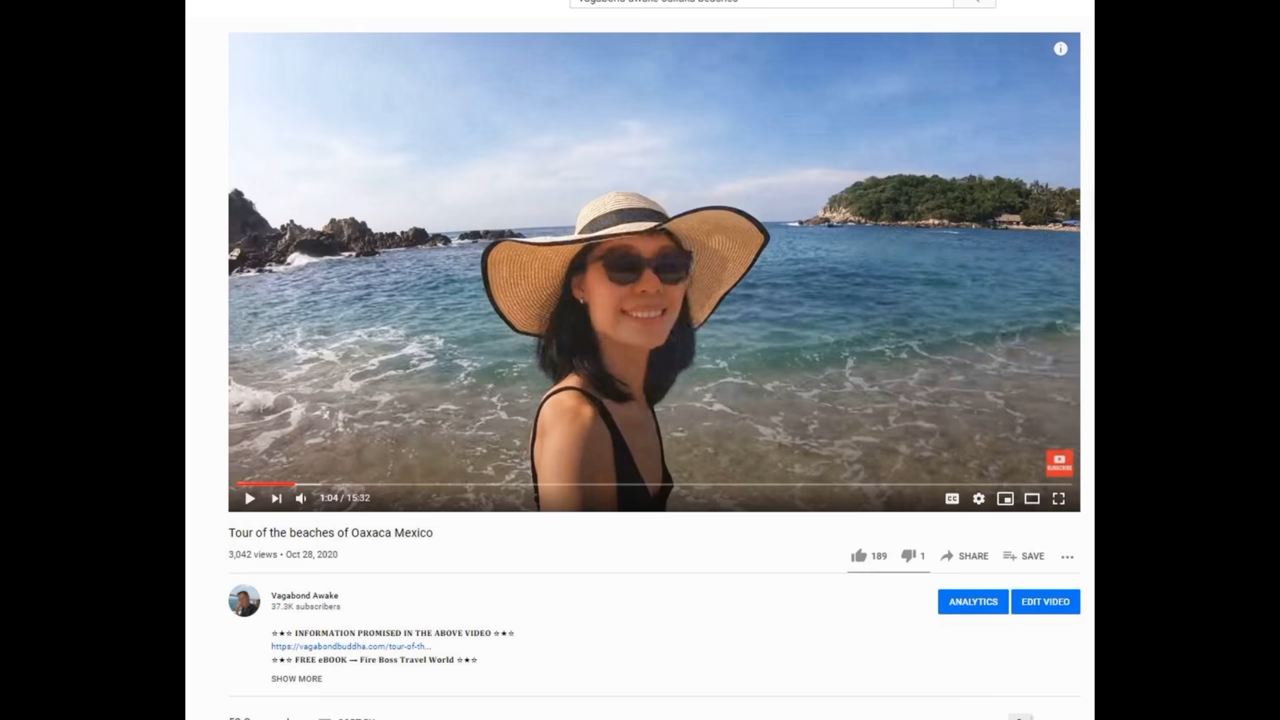 SUBSCRIBE
1:04 / 15:32
CC
Tour of the beaches of Oaxaca Mexico
3,042 views • Oct 28, 2020
189 1 SHARE SAVE
Vagabond Awake
37.3K subscribers
ANALYTICS EDIT VIDEO
☆★☆ INFORMATION PROMISED IN THE ABOVE VIDEO ☆★☆
https://vagabondbuddha.com/tour-of-th...
☆★☆ FREE eBOOK → Fire Boss Travel World ☆★☆
SHOW MORE